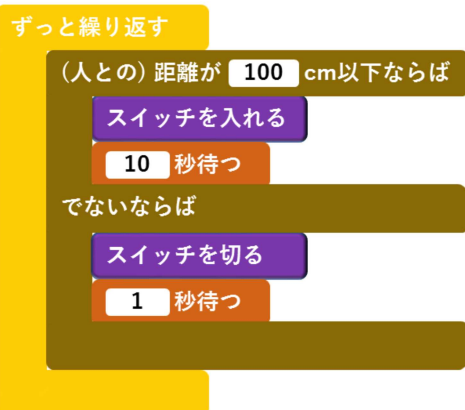 ずっと繰り返す
(人との) 距離が 100 cm以下ならば
スイッチを入れる
10 秒待つ
でないならば
スイッチを切る
1 秒待つ